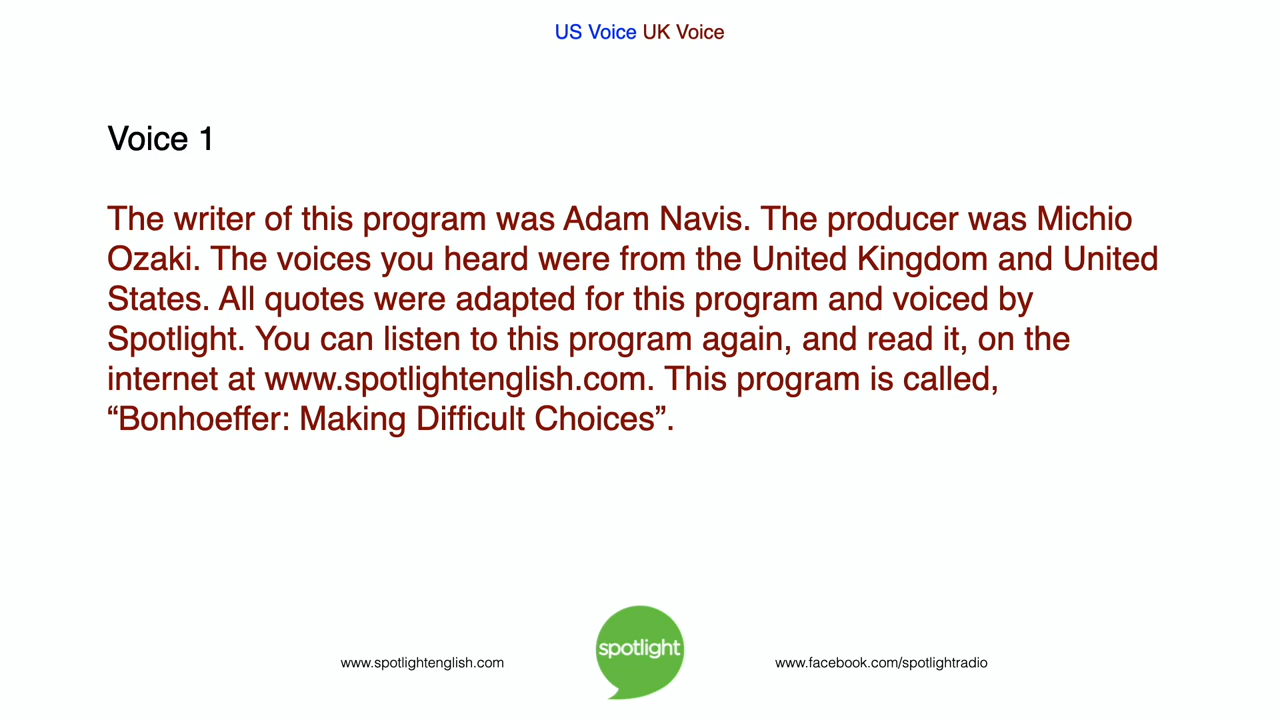 US Voice UK Voice
Voice 1
The writer of this program was Adam Navis. The producer was Michio
Ozaki. The voices you heard were from the United Kingdom and United
States. All quotes were adapted for this program and voiced by
Spotlight. You can listen to this program again, and read it, on the
internet at www.spotlightenglish.com. This program is called,
“Bonhoeffer: Making Difficult Choices”.
www.spotlightenglish.com
spotlight
www.facebook.com/spotlightradio